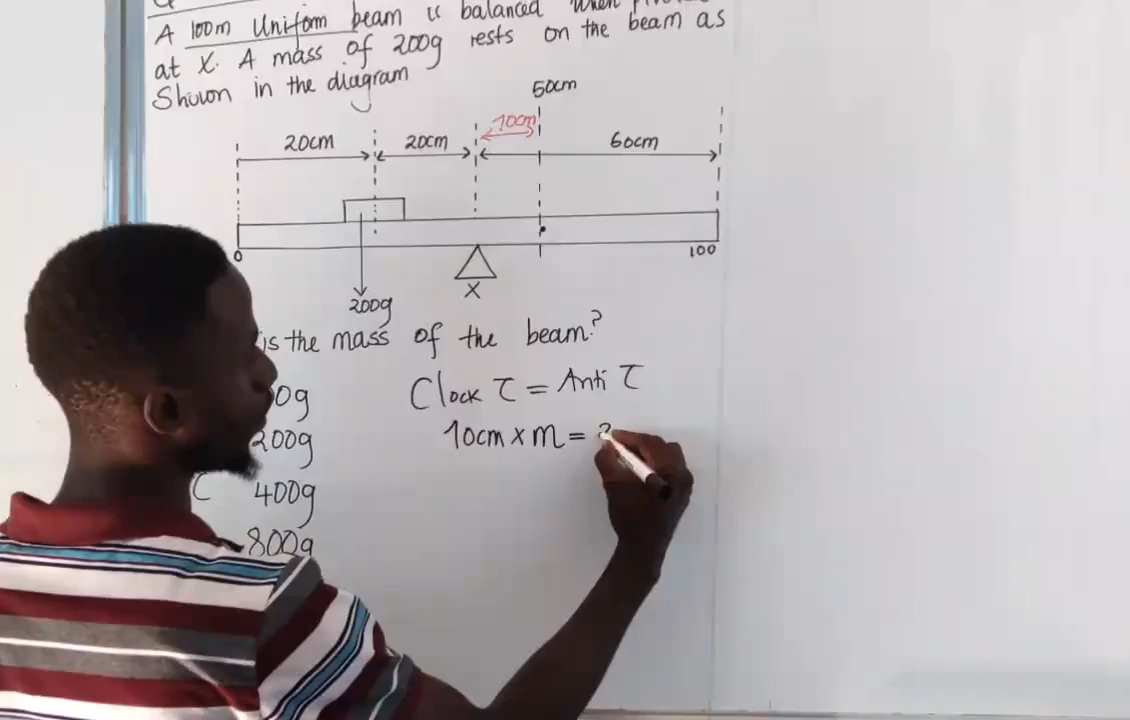 A 100m Uniform beam is balanced when
at X. A mass of 200g rests on the beam as
Shown in the diagram
50cm
10cm
20cm 20cm 60cm
0 100
X
200g
is the mass of the beam?
Clock τ = Anti τ
0g
10cm x m =
200g
C 400g
800g